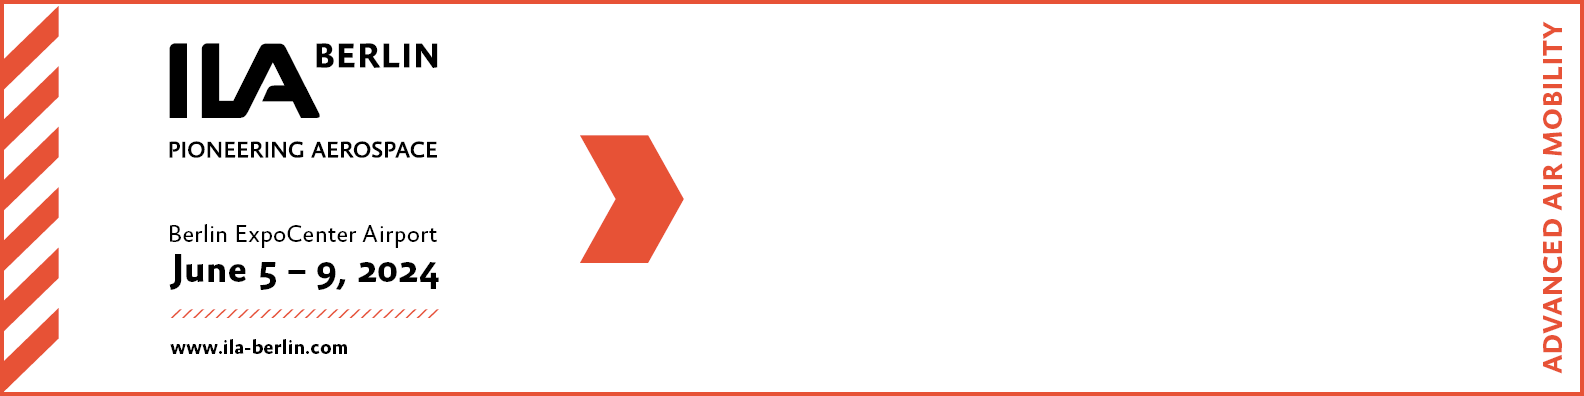 ILA BERLIN
PIONEERING AEROSPACE
Berlin ExpoCenter Airport
June 5 – 9, 2024
www.ila-berlin.com
ADVANCED AIR MOBILITY